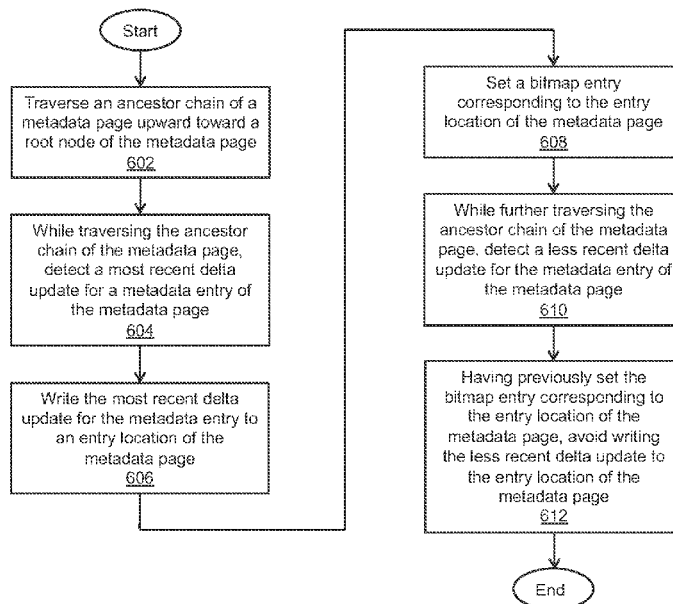 Start
Traverse an ancestor chain of a
metadata page upward toward a
root node of the metadata page
602
While traversing the ancestor
chain of the metadata page,
detect a most recent delta
update for a metadata entry of
the metadata page
604
Write the most recent delta
update for the metadata entry to
an entry location of the
metadata page
606
Set a bitmap entry
corresponding to the entry
location of the metadata page
608
While further traversing the
ancestor chain of the metadata
page, detect a less recent delta
update for the metadata entry of
the metadata page
610
Having previously set the
bitmap entry corresponding to
the entry location of the
metadata page, avoid writing
the less recent delta update to
the entry location of the
metadata page
612
End